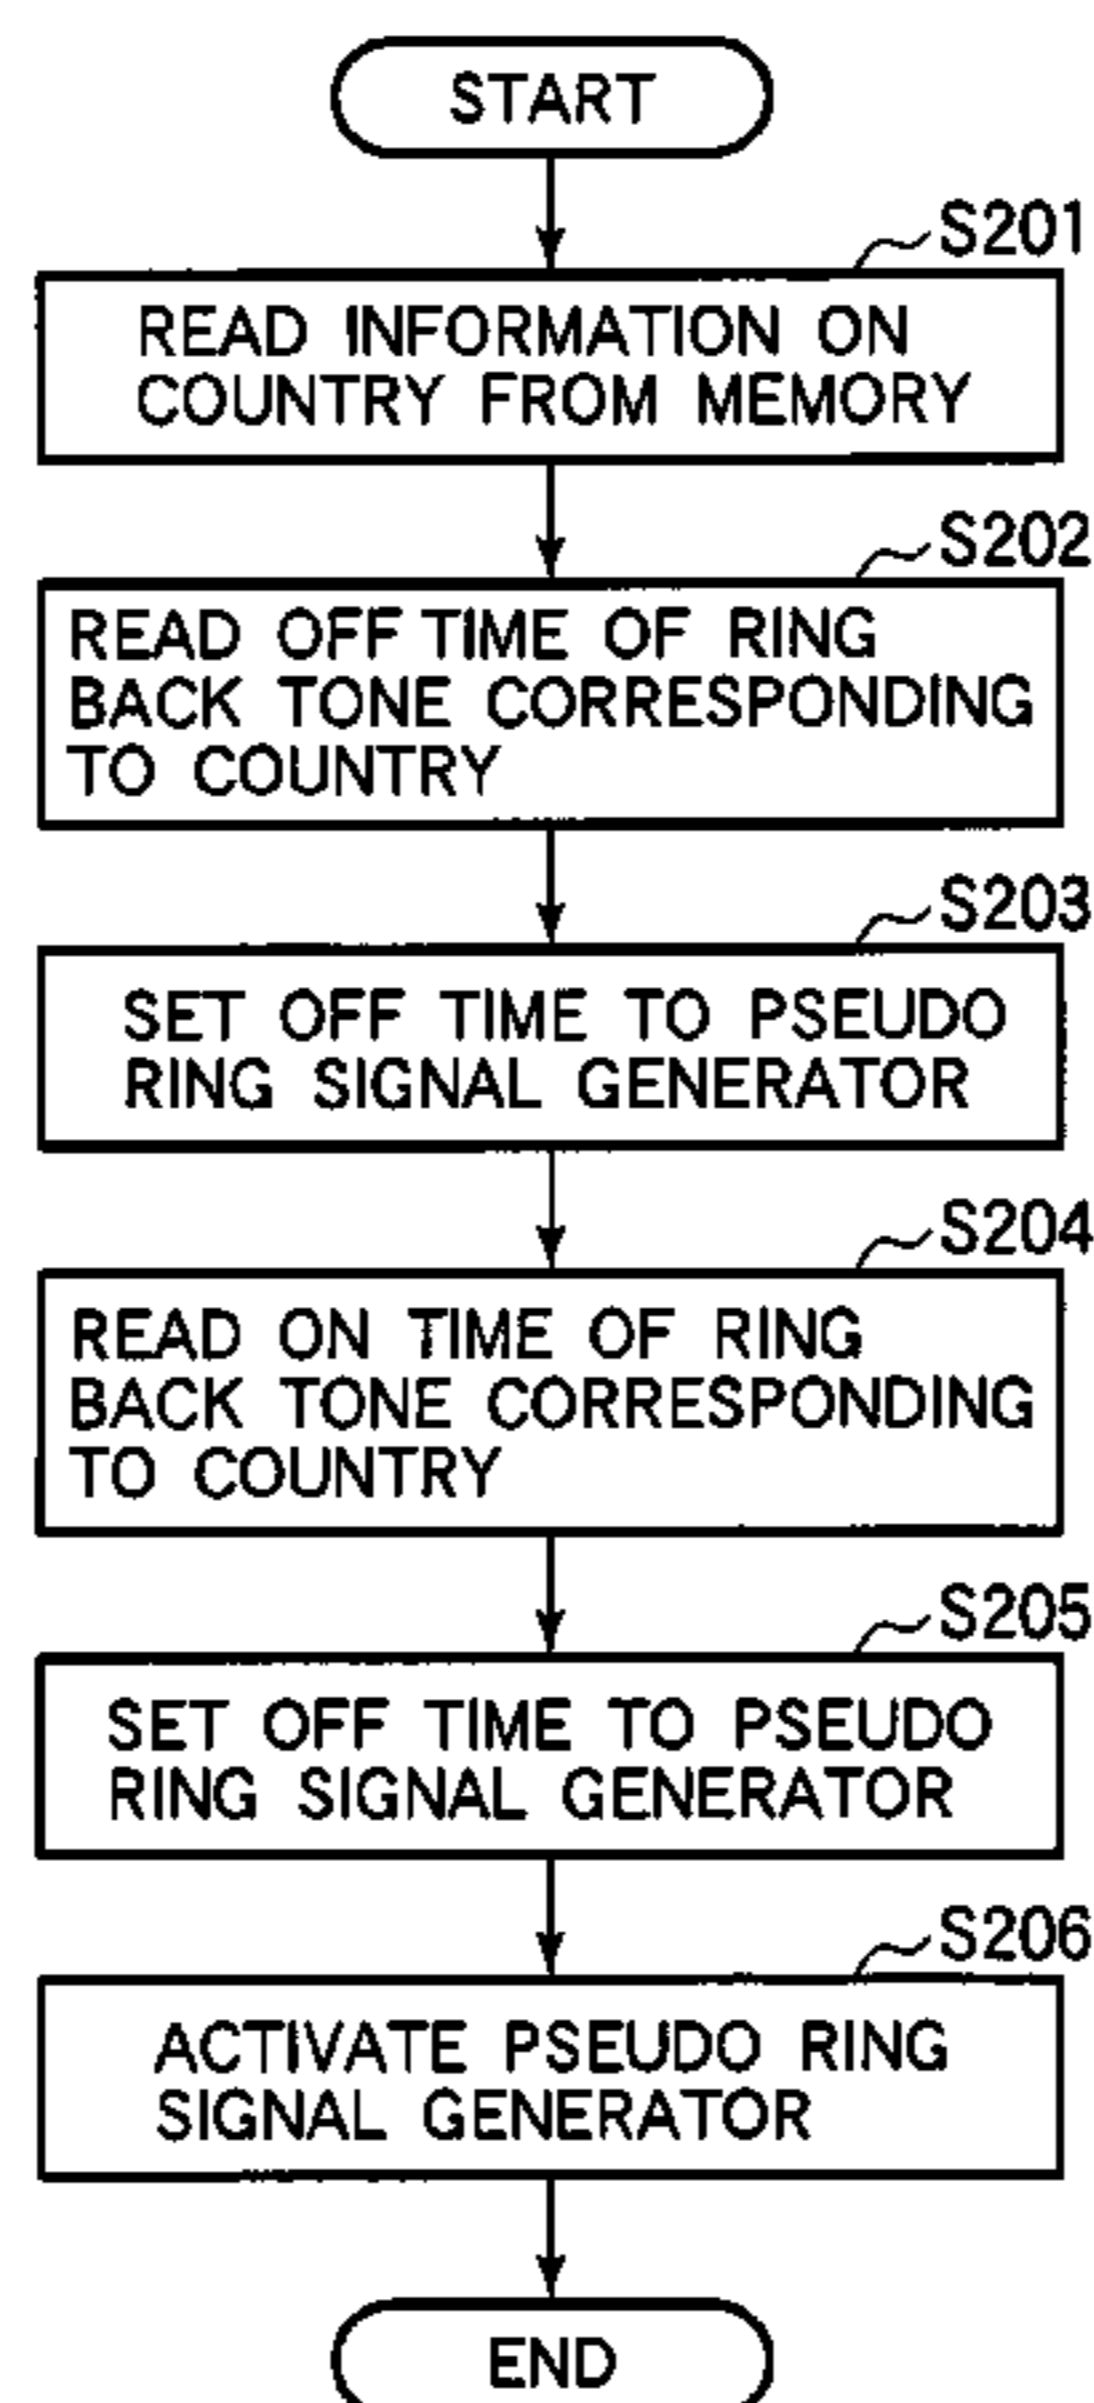 START
S201
READ INFORMATION ON
COUNTRY FROM MEMORY
S202
READ OFF TIME OF RING
BACK TONE CORRESPONDING
TO COUNTRY
S203
SET OFF TIME TO PSEUDO
RING SIGNAL GENERATOR
S204
READ ON TIME OF RING
BACK TONE CORRESPONDING
TO COUNTRY
S205
SET OFF TIME TO PSEUDO
RING SIGNAL GENERATOR
S206
ACTIVATE PSEUDO RING
SIGNAL GENERATOR
END